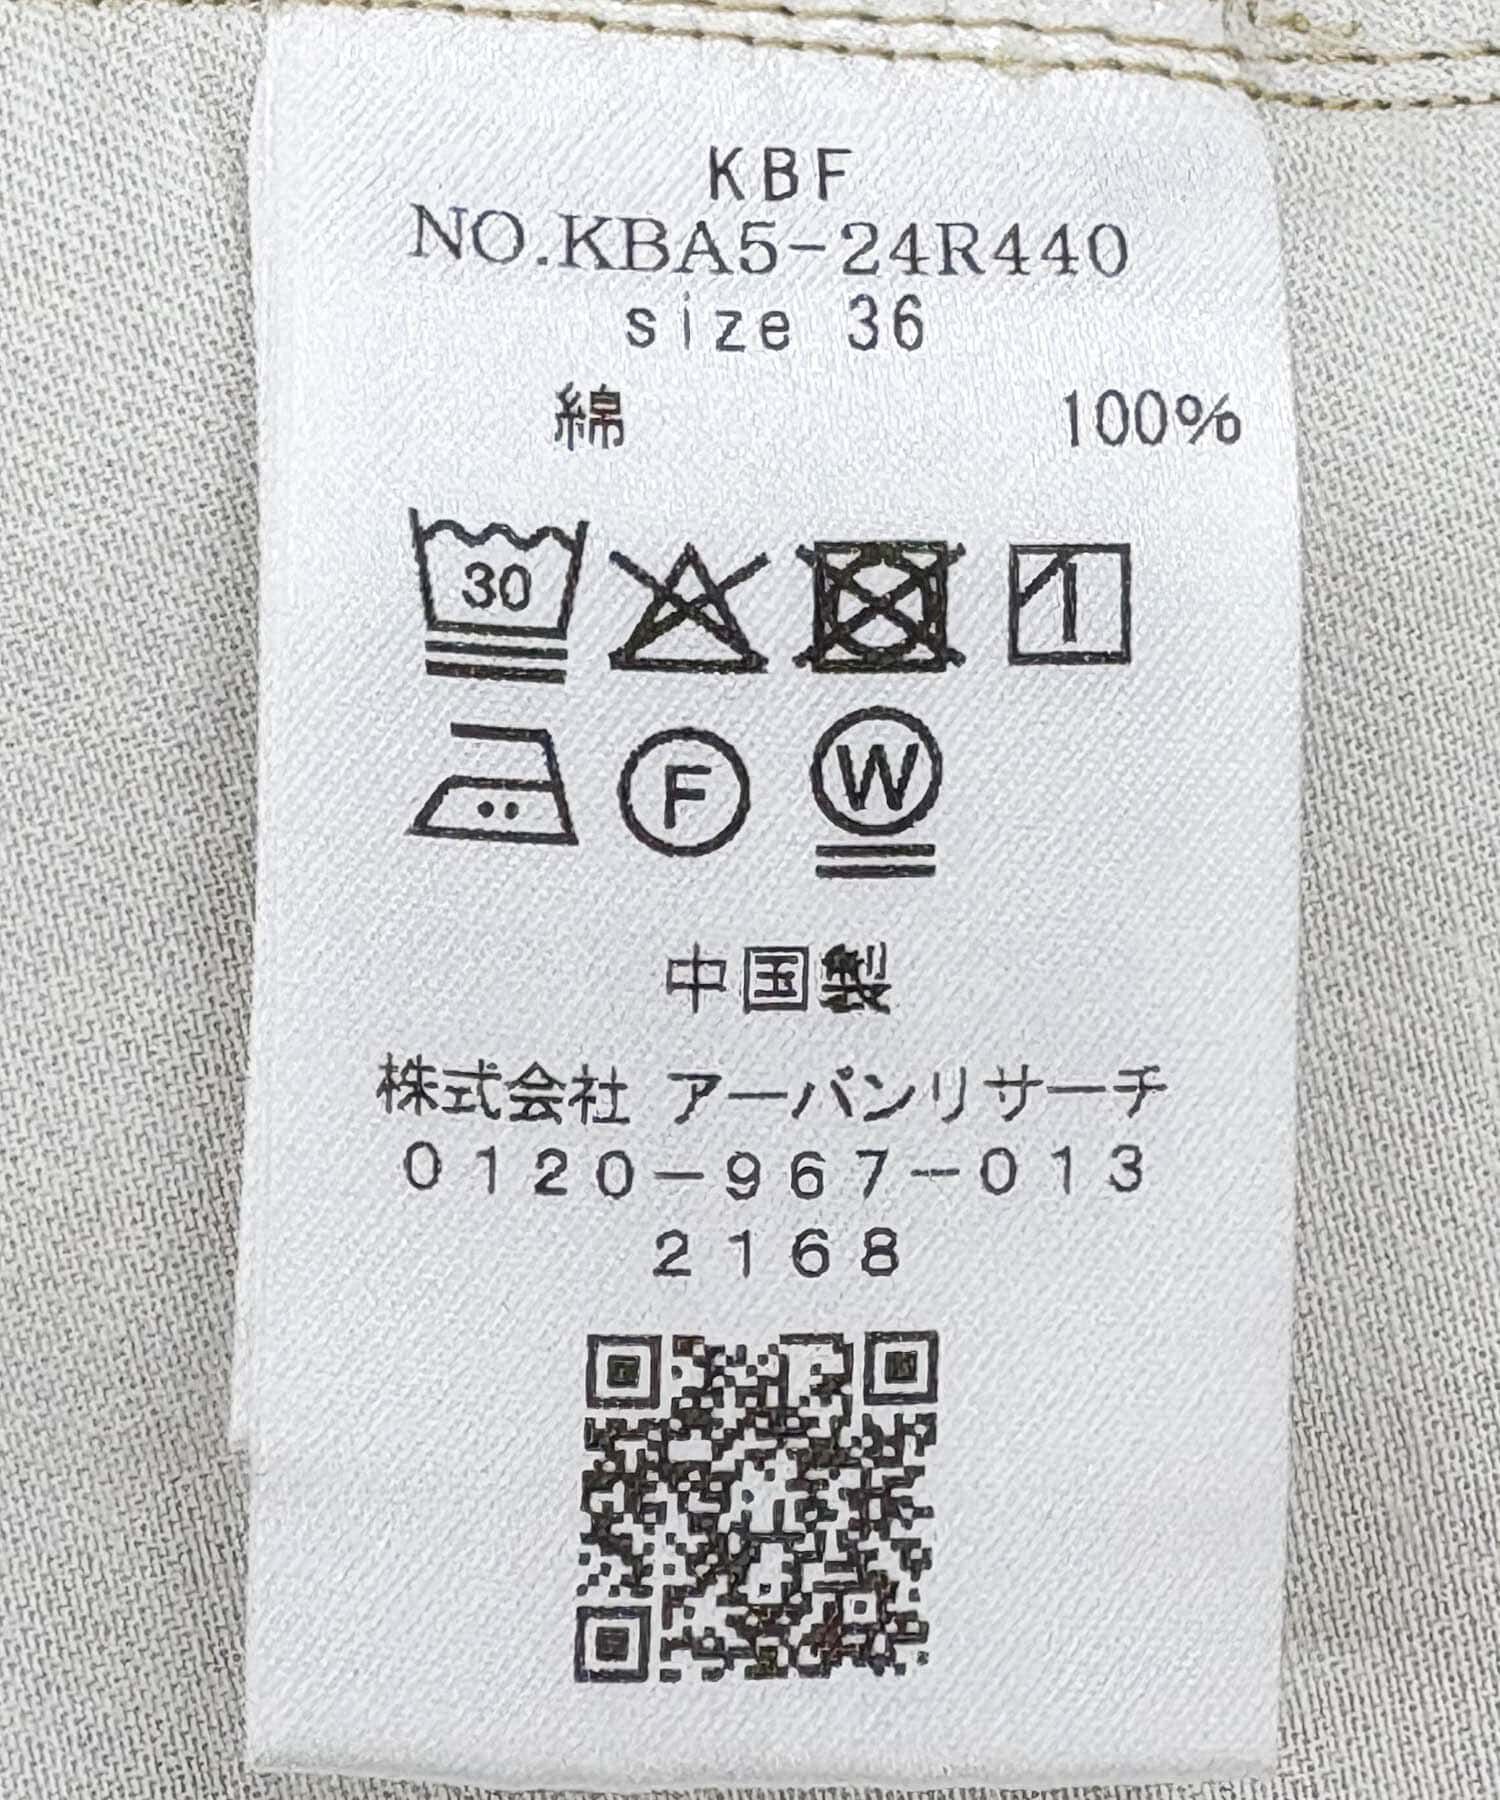 KBF
NO.KBA5-24R440
size 36
綿 100%
30
F W
中国製
株式会社 アーバンリサーチ
0120-967-013
2168